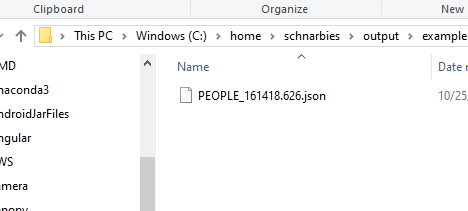 Clipboard Organize New
This PC > Windows (C:) > home > schnarbies > output > example
Name Date
MD
naconda3
ndroidJarFiles
ngular
WS
amera
PEOPLE_161418.626.json 10/25/